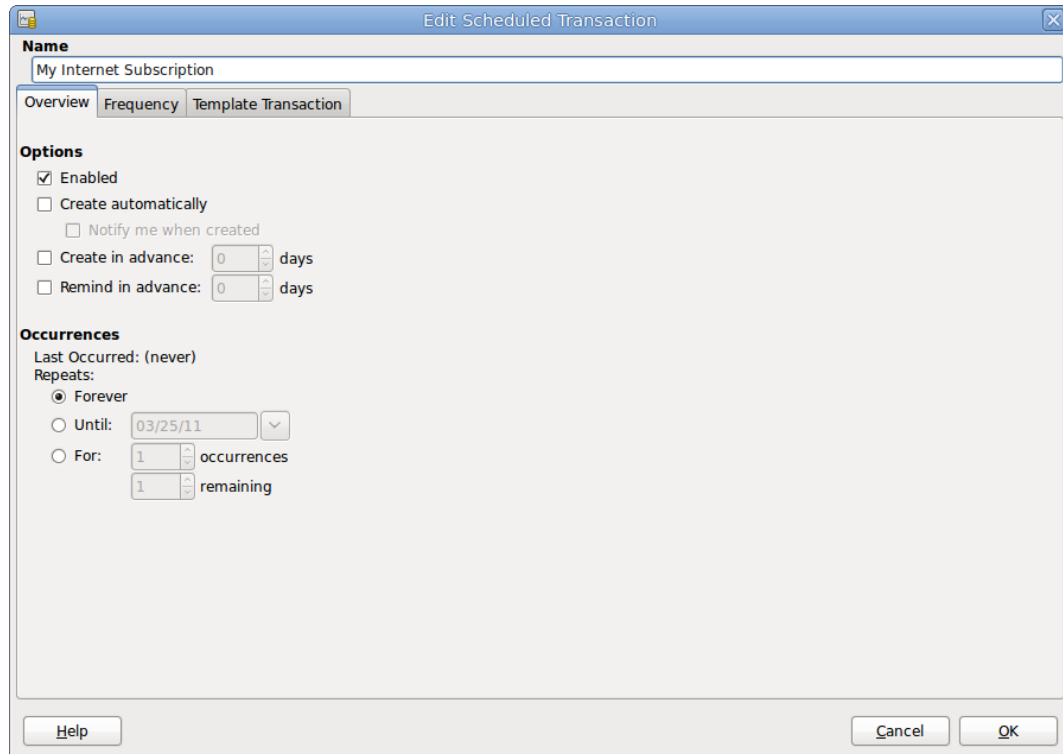 Edit Scheduled Transaction
Name
My Internet Subscription
Overview Frequency Template Transaction
Options
Enabled
Create automatically
Notify me when created
Create in advance: 0 days
Remind in advance: 0 days
Occurrences
Last Occurred: (never)
Repeats:
Forever
Until: 03/25/11
For: 1 occurrences
1 remaining
Help Cancel OK